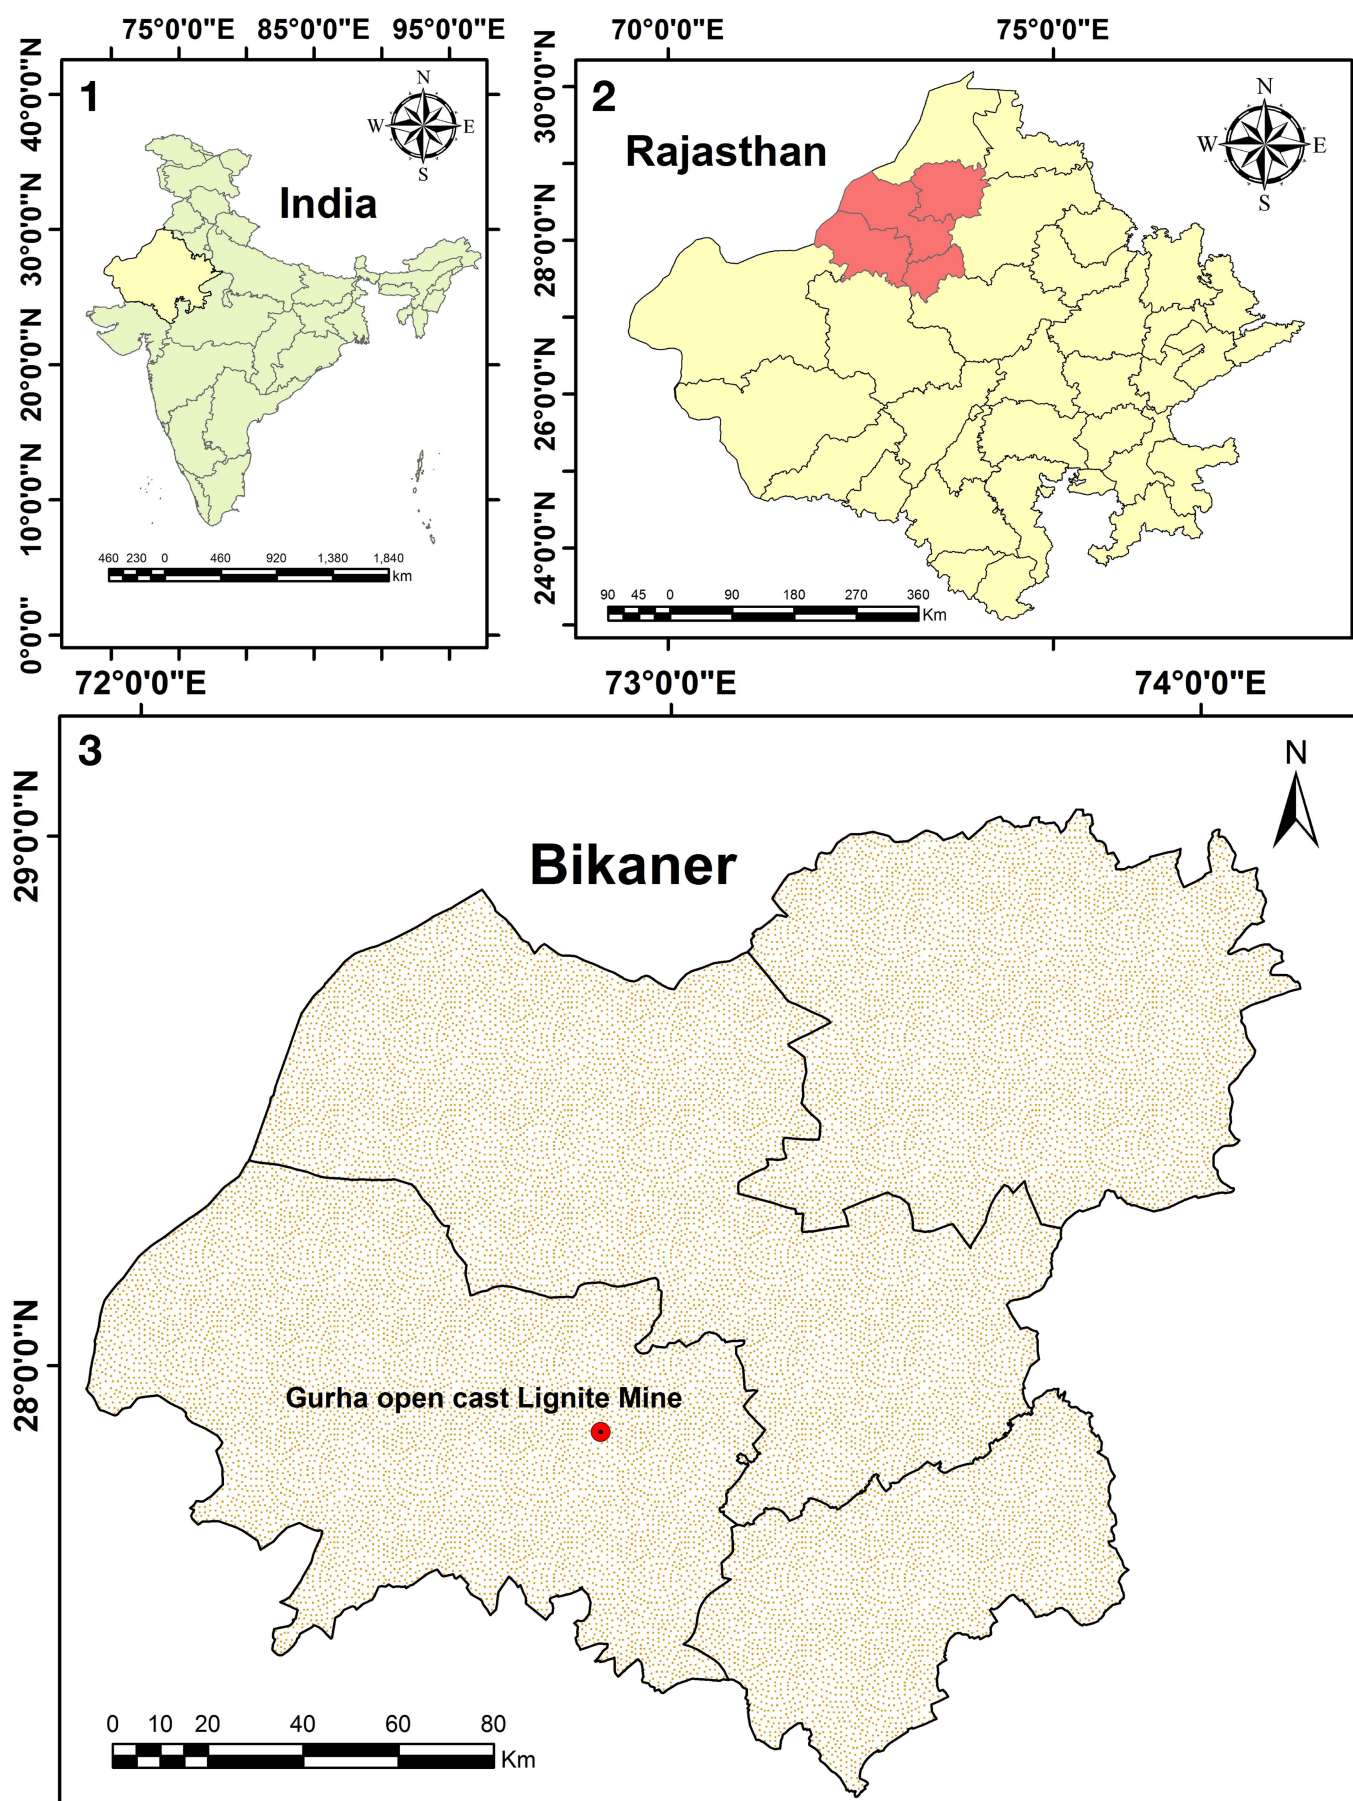 75°0'0"E 85°0'0"E 95°0'0"E
40°0'0"N
30°0'0"N
20°0'0"N
10°0'0"N
0°0'0"
1
N
W E
S
India
460 230 0 460 920 1,380 1,840
km
70°0'0"E 75°0'0"E
30°0'0"N
28°0'0"N
26°0'0"N
24°0'0"N
2
Rajasthan
N
W E
S
90 45 0 90 180 270 360
Km
72°0'0"E 73°0'0"E 74°0'0"E
29°0'0"N
28°0'0"N
3
N
Bikaner
Gurha open cast Lignite Mine
0 10 20 40 60 80
Km